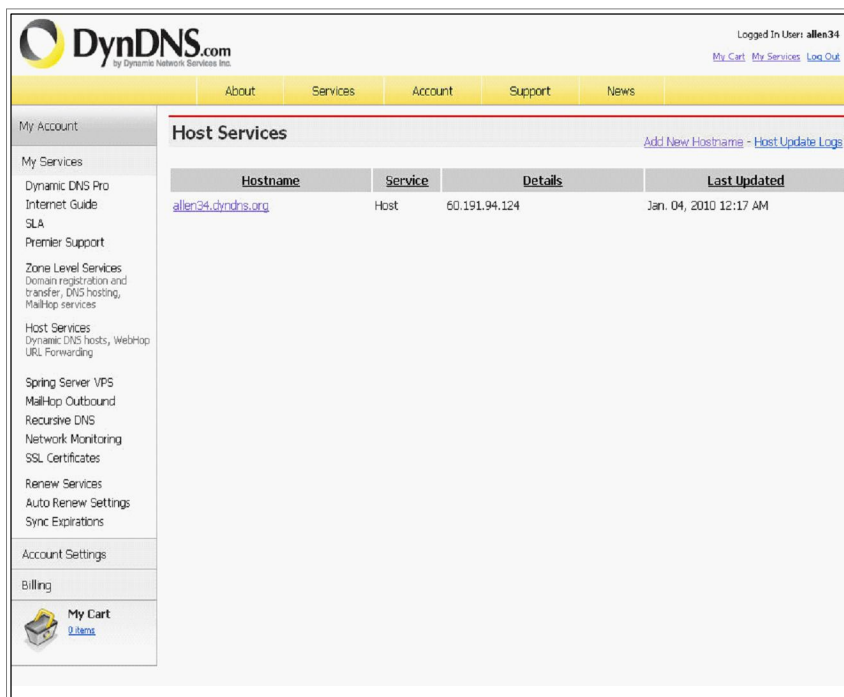 DynDNS.com
by Dynamic Network Services Inc.
Logged In User: allen34
My Cart My Services Log Out
About Services Account Support News
My Account
My Services
Dynamic DNS Pro
Internet Guide
SLA
Premier Support
Zone Level Services
Domain registration and
transfer, DNS hosting,
MailHop services
Host Services
Dynamic DNS hosts, WebHop
URL Forwarding
Spring Server VPS
MailHop Outbound
Recursive DNS
Network Monitoring
SSL Certificates
Renew Services
Auto Renew Settings
Sync Expirations
Account Settings
Billing
My Cart
0 items
Host Services
Add New Hostname - Host Update Logs
Hostname Service Details Last Updated
allen34.dyndns.org Host 60.191.94.124 Jan. 04, 2010 12:17 AM